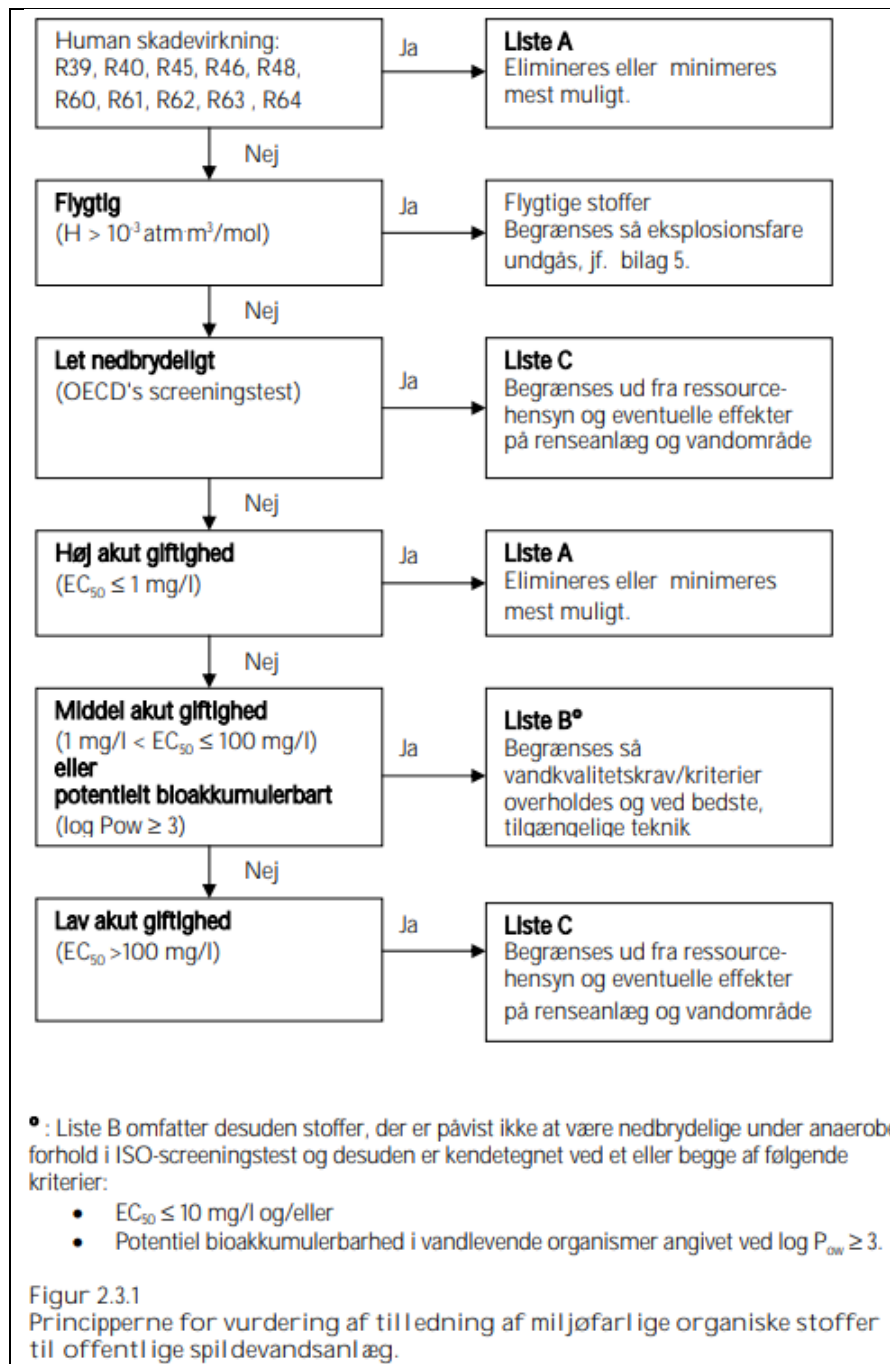 Human skadevirkning:
R39, R40, R45, R46, R48,
R60, R61, R62, R63 , R64
Ja
Liste A
Elimineres eller minimeres
mest muligt.
Nej
Flygtig
(H > 10⁻³ atm·m³/mol)
Ja
Flygtige stoffer
Begrænses så eksplosionsfare
undgås, jf. bilag 5.
Nej
Let nedbrydeligt
(OECD's screeningstest)
Ja
Liste C
Begrænses ud fra ressource-
hensyn og eventuelle effekter
på renseanlæg og vandområde
Nej
Høj akut giftighed
(EC₅₀ ≤ 1 mg/l)
Ja
Liste A
Elimineres eller minimeres
mest muligt.
Nej
Middel akut giftighed
(1 mg/l < EC₅₀ ≤ 100 mg/l)
eller
potentielt bioakkumulerbart
(log Pow ≥ 3)
Ja
Liste B°
Begrænses så
vandkvalitetskrav/kriterier
overholdes og ved bedste,
tilgængelige teknik
Nej
Lav akut giftighed
(EC₅₀ >100 mg/l)
Ja
Liste C
Begrænses ud fra ressource-
hensyn og eventuelle effekter
på renseanlæg og vandområde
° : Liste B omfatter desuden stoffer, der er påvist ikke at være nedbrydelige under anaerobe
forhold i ISO-screeningstest og desuden er kendetegnet ved et eller begge af følgende
kriterier:
• EC₅₀ ≤ 10 mg/l og/eller
• Potentiel bioakkumulerbarhed i vandlevende organismer angivet ved log Pₒw ≥ 3.
Figur 2.3.1
Principperne for vurdering af tilledning af miljøfarlige organiske stoffer
til offentlige spildevandsanlæg.